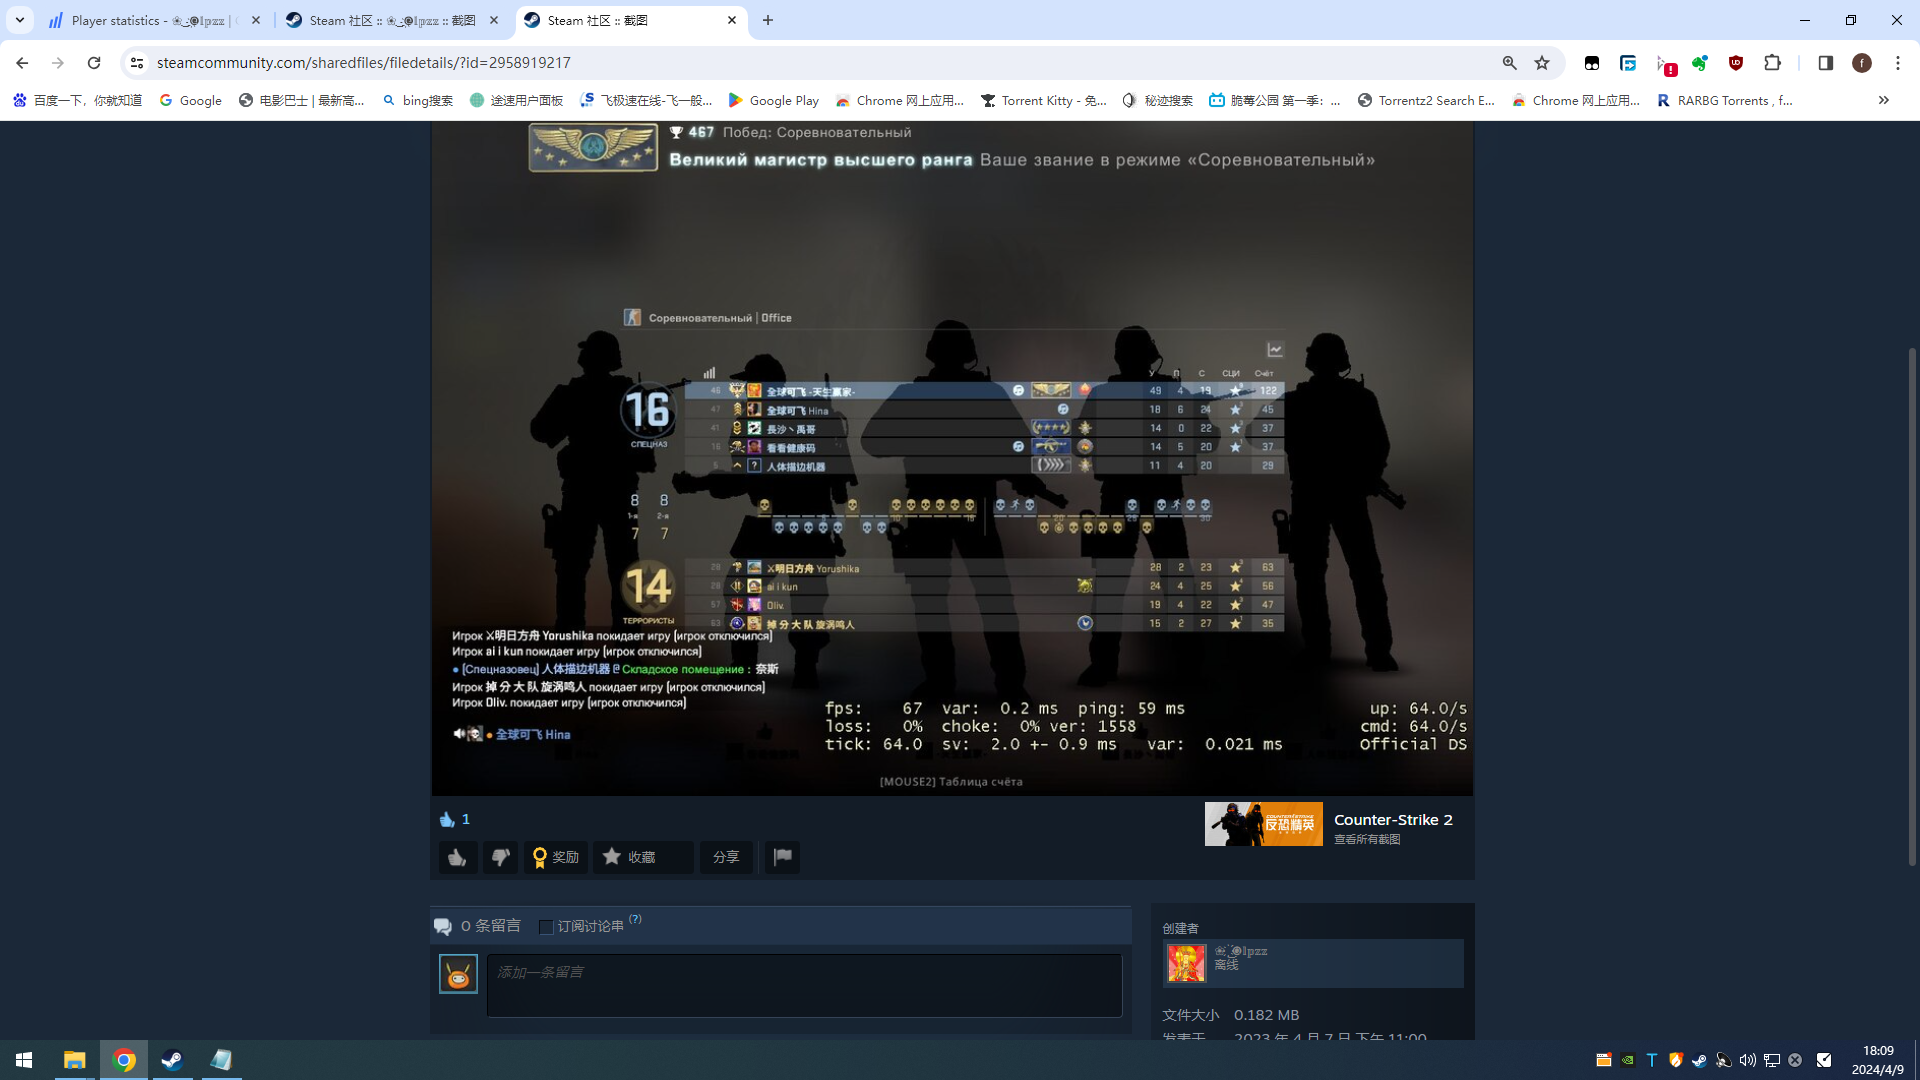 Player statistics -
Steam 社区 ::
:: 截图
Steam 社区 :: 截图
steamcommunity.com/sharedfiles/filedetails/?id=2958919217
百度一下，你就知道
Google
电影巴士 | 最新高...
bing搜索
途速用户面板
飞极速在线-飞一般...
Google Play
Chrome 网上应用...
Torrent Kitty - 免...
秘迹搜索
脆莓公园 第一季：...
Torrentz2 Search E...
Chrome 网上应用...
RARBG Torrents , f...
467 Побед: Соревновательный
Великий магистр высшего ранга Ваше звание в режиме «Соревновательный»
Соревновательный | Office
У П С СЦИ Счёт
16
СПЕЦНАЗ
46 全球可飞 -天生赢家- 49 4 19 122
47 全球可飞 Hina 18 6 24 45
41 長沙丶禹哥 14 0 22 37
16 看看健康码 14 5 20 37
人体描边机器 11 4 20 29
8 8
1-я 2-я
7 7
14
ТЕРРОРИСТЫ
明日方舟 Yorushika 28 2 23 63
ai i kun 24 4 25 56
57 Oliv. 19 4 22 47
63 掉 分 大 队 旋涡鸣人 15 2 27 35
Игрок ⚔明日方舟 Yorushika покидает игру (игрок отключился)
Игрок ai i kun покидает игру (игрок отключился)
[Спецназовец] 人体描边机器 @ Складское помещение : 奈斯
Игрок 掉 分 大 队 旋涡鸣人 покидает игру (игрок отключился)
Игрок Oliv. покидает игру (игрок отключился)
全球可飞 Hina
fps: 67 var: 0.2 ms ping: 59 ms up: 64.0/s
loss: 0% choke: 0% ver: 1558 cmd: 64.0/s
tick: 64.0 sv: 2.0 +- 0.9 ms var: 0.021 ms Official DS
[MOUSE2] Таблица счёта
1
反恐精英
Counter-Strike 2
查看所有截图
奖励
收藏
分享
0 条留言
订阅讨论串 (?)
添加一条留言
创建者
离线
文件大小 0.182 MB
发表于 2023 年 4 月 7 日 下午 11:00
18:09
2024/4/9